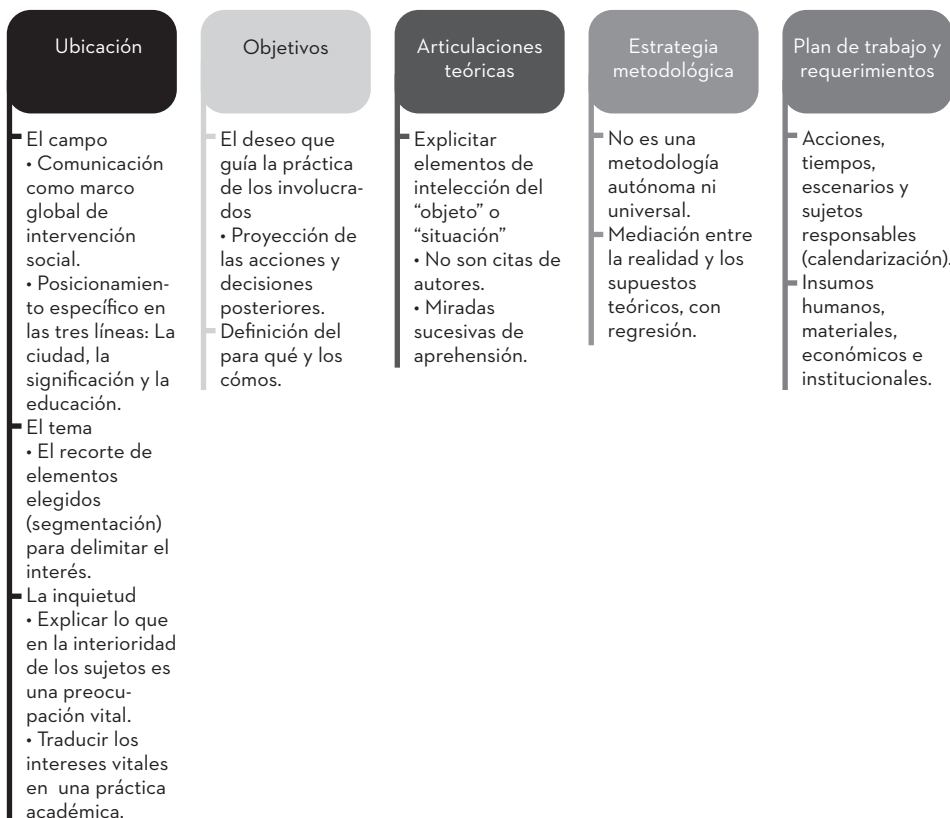 Ubicación
El campo
• Comunicación
como marco
global de
intervención
social.
• Posicionamien-
to específico en
las tres líneas: La
ciudad, la
significación y la
educación.
El tema
• El recorte de
elementos
elegidos
(segmentación)
para delimitar el
interés.
La inquietud
• Explicar lo que
en la interioridad
de los sujetos es
una preocu-
pación vital.
• Traducir los
intereses vitales
en una práctica
académica.
Objetivos
El deseo que
guía la práctica
de los involucra-
dos
• Proyección de
las acciones y
decisiones
posteriores.
Definición del
para qué y los
cómos.
Articulaciones
teóricas
Explicitar
elementos de
intelección del
“objeto” o
“situación”
• No son citas de
autores.
• Miradas
sucesivas de
aprehensión.
Estrategia
metodológica
No es una
metodología
autónoma ni
universal.
Mediación entre
la realidad y los
supuestos
teóricos, con
regresión.
Plan de trabajo y
requerimientos
Acciones,
tiempos,
escenarios y
sujetos
responsables
(calendarización).
Insumos
humanos,
materiales,
económicos e
institucionales.